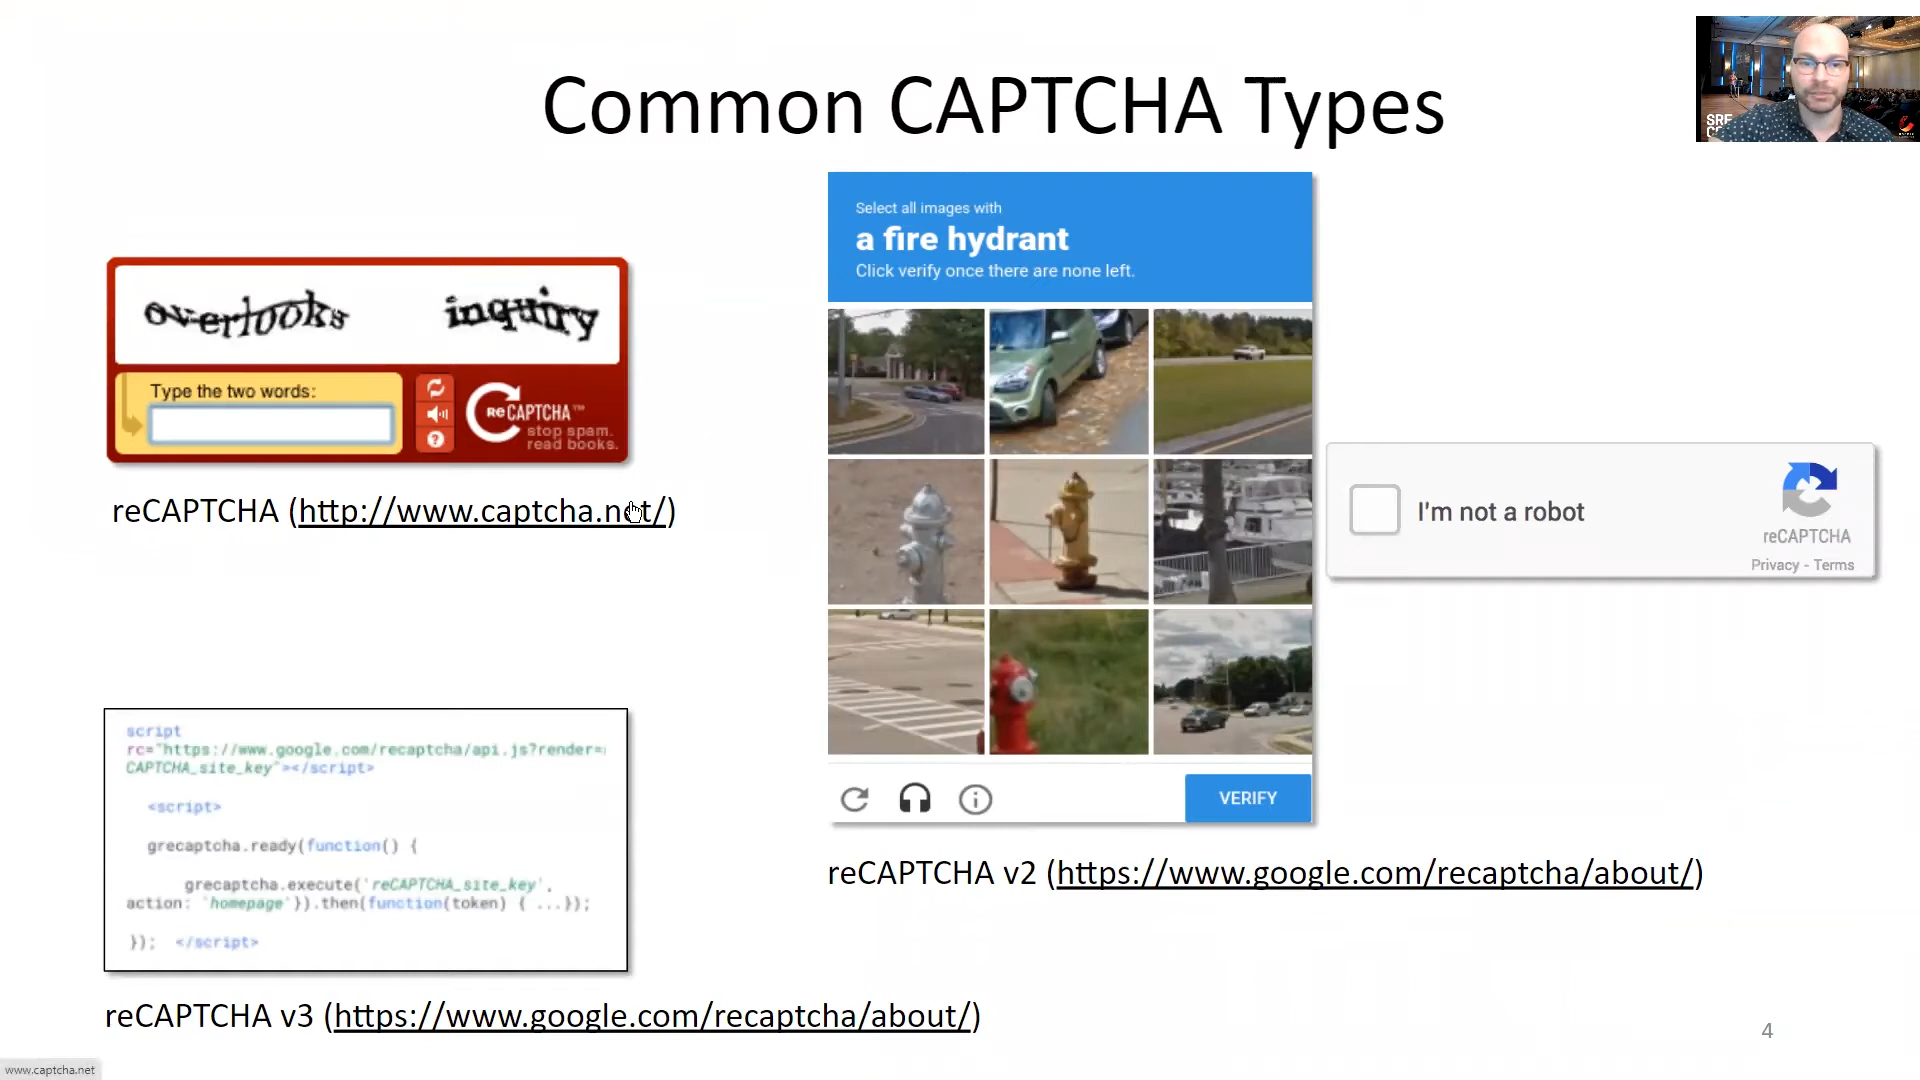 Common CAPTCHA Types
overlooks inquiry
Type the two words:
reCAPTCHA™
stop spam.
read books.
reCAPTCHA (http://www.captcha.net/)
Select all images with
a fire hydrant
Click verify once there are none left.
VERIFY
I'm not a robot
reCAPTCHA
Privacy - Terms
reCAPTCHA v2 (https://www.google.com/recaptcha/about/)
script
rc="https://www.google.com/recaptcha/api.js?render=
CAPTCHA_site_key"></script>
<script>
grecaptcha.ready(function() {
grecaptcha.execute('reCAPTCHA_site_key',
action: 'homepage'}).then(function(token) { ...});
}); </script>
reCAPTCHA v3 (https://www.google.com/recaptcha/about/)
4
www.captcha.net